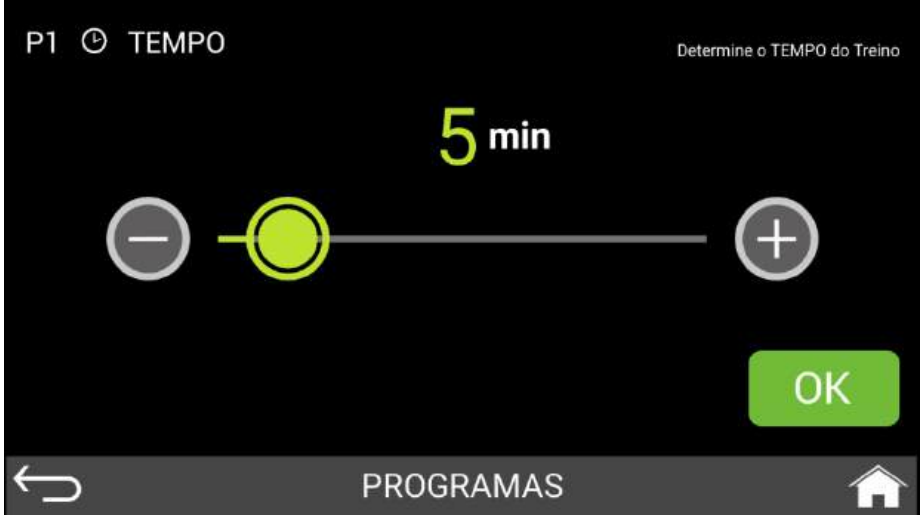 P1 TEMPO
Determine o TEMPO do Treino
5 min
OK
PROGRAMAS